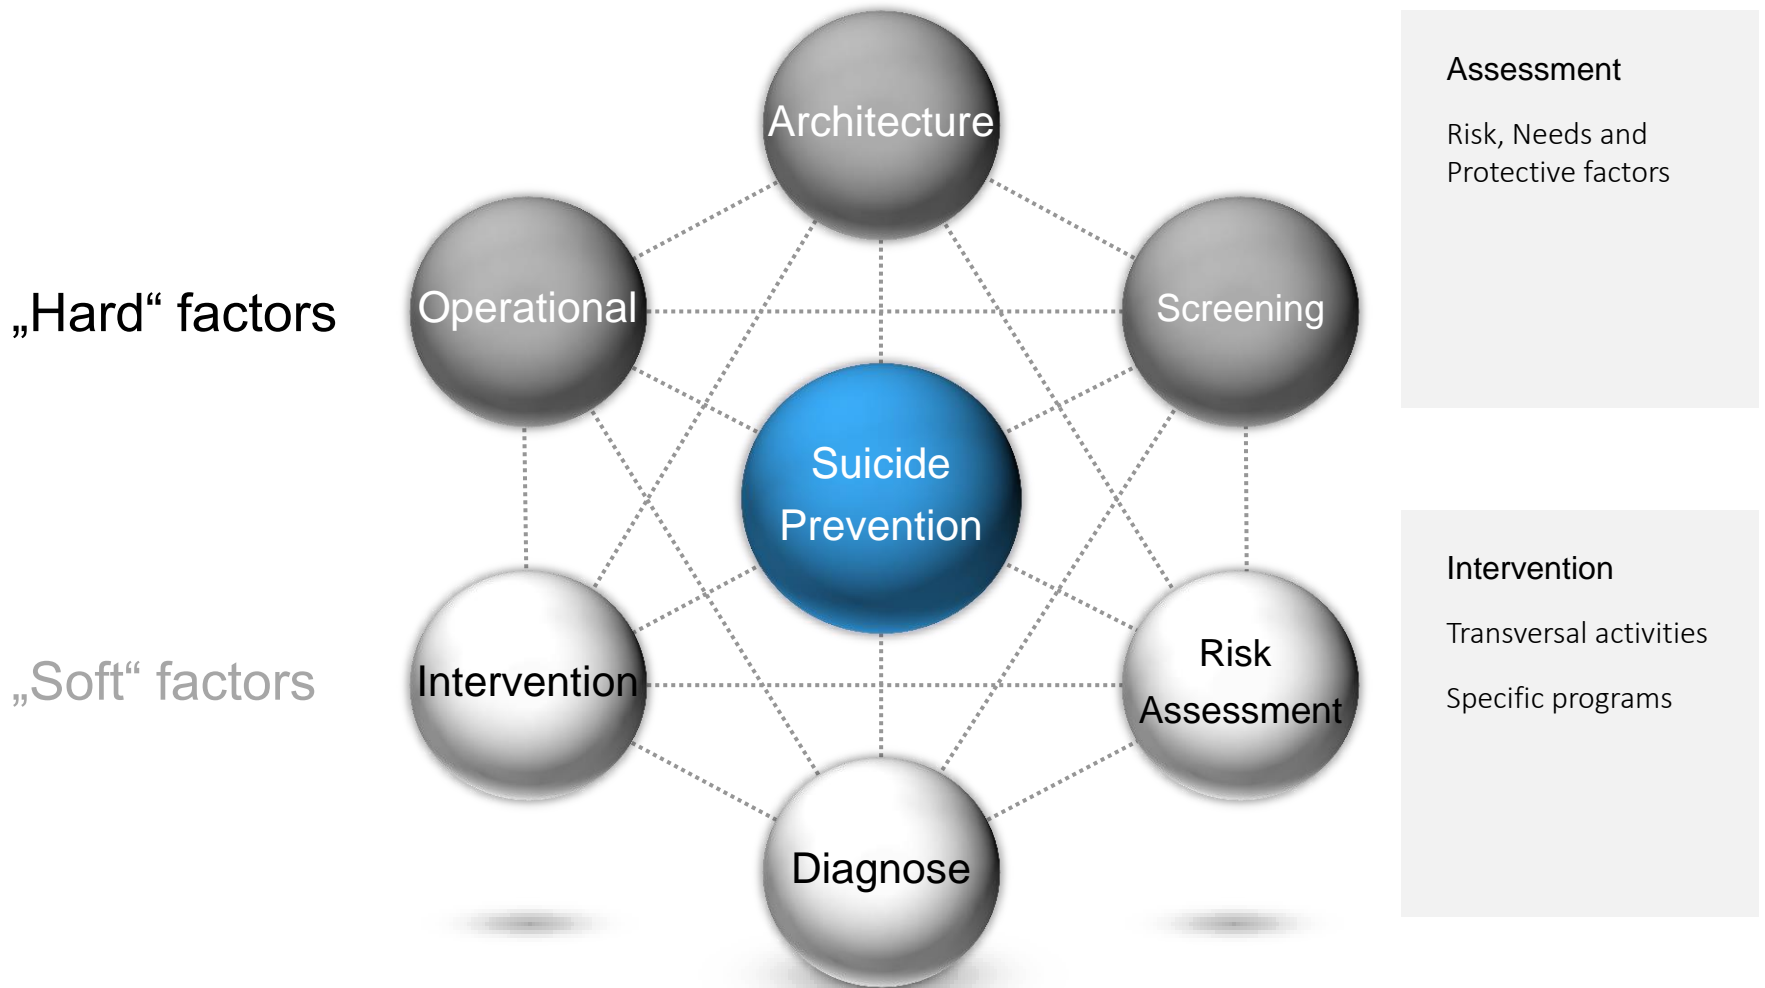 Architecture
Operational
Screening
„Hard“ factors
Suicide
Prevention
„Soft“ factors
Intervention
Risk
Assessment
Diagnose
Assessment
Risk, Needs and
Protective factors
Intervention
Transversal activities
Specific programs